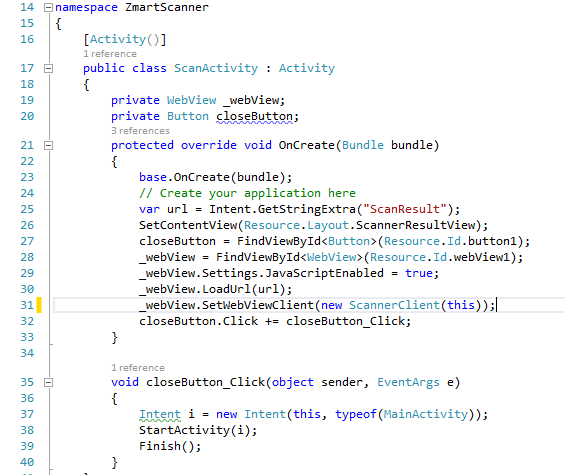 14 namespace ZmartScanner
15 {
16 [Activity()]
1 reference
17 public class ScanActivity : Activity
18 {
19 private WebView _webView;
20 private Button closeButton;
3 references
21 protected override void OnCreate(Bundle bundle)
22 {
23 base.OnCreate(bundle);
24 // Create your application here
25 var url = Intent.GetStringExtra("ScanResult");
26 SetContentView(Resource.Layout.ScannerResultView);
27 closeButton = FindViewById<Button>(Resource.Id.button1);
28 _webView = FindViewById<WebView>(Resource.Id.webView1);
29 _webView.Settings.JavaScriptEnabled = true;
30 _webView.LoadUrl(url);
31 _webView.SetWebViewClient(new ScannerClient(this));
32 closeButton.Click += closeButton_Click;
33 }
34
1 reference
35 void closeButton_Click(object sender, EventArgs e)
36 {
37 Intent i = new Intent(this, typeof(MainActivity));
38 StartActivity(i);
39 Finish();
40 }